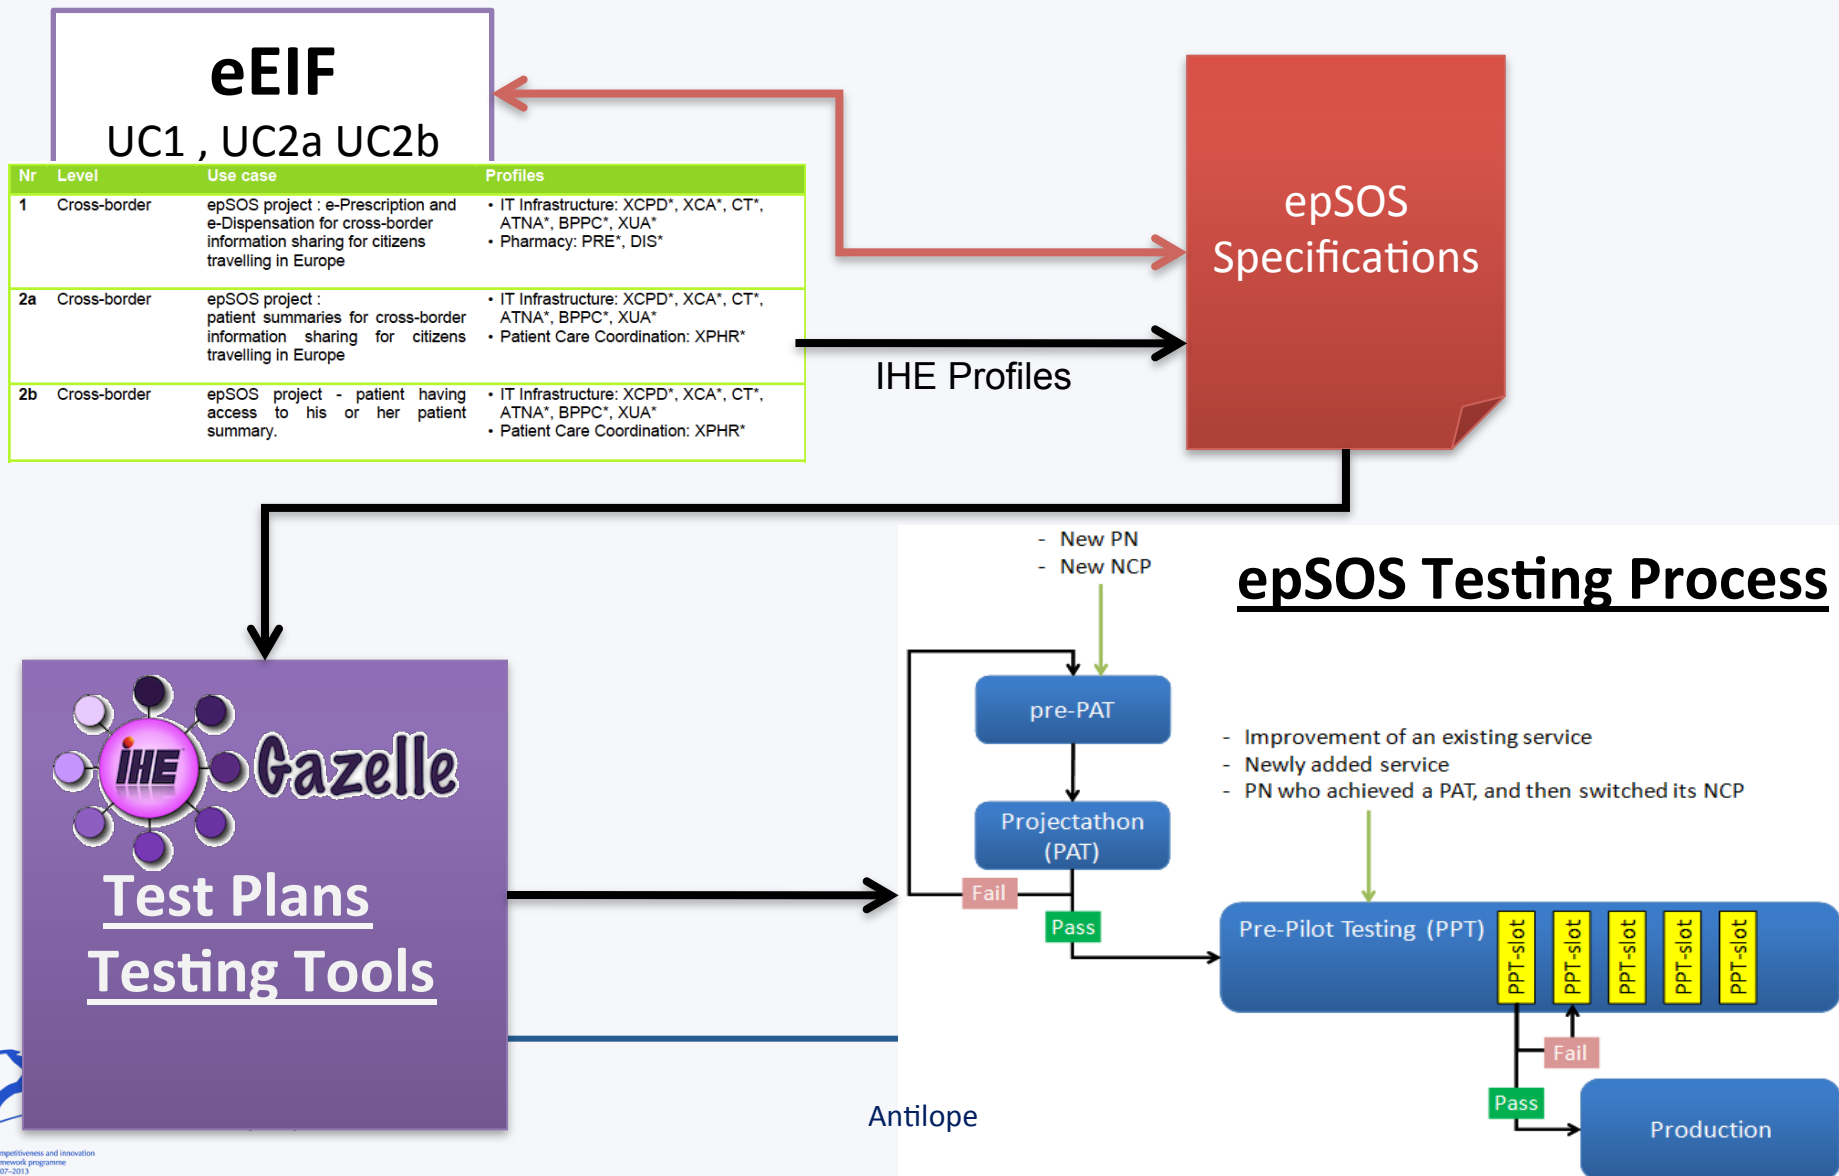 eEIF
UC1 , UC2a UC2b
Nr Level Use case Profiles
1 Cross-border epSOS project : e-Prescription and • IT Infrastructure: XCPD*, XCA*, CT*,
e-Dispensation for cross-border ATNA*, BPPC*, XUA*
information sharing for citizens • Pharmacy: PRE*, DIS*
travelling in Europe
2a Cross-border epSOS project : • IT Infrastructure: XCPD*, XCA*, CT*,
patient summaries for cross-border ATNA*, BPPC*, XUA*
information sharing for citizens • Patient Care Coordination: XPHR*
travelling in Europe
2b Cross-border epSOS project - patient having • IT Infrastructure: XCPD*, XCA*, CT*,
access to his or her patient ATNA*, BPPC*, XUA*
summary. • Patient Care Coordination: XPHR*
IHE Profiles
epSOS
Specifications
IHE Gazelle
Test Plans
Testing Tools
epSOS Testing Process
- New PN
- New NCP
pre-PAT
Projectathon
(PAT)
Fail
Pass
- Improvement of an existing service
- Newly added service
- PN who achieved a PAT, and then switched its NCP
Pre-Pilot Testing (PPT)
PPT-slot
PPT-slot
PPT-slot
PPT-slot
PPT-slot
Fail
Pass
Production
Antilope
mpetitiveness and innovation
mework programme
07–2013